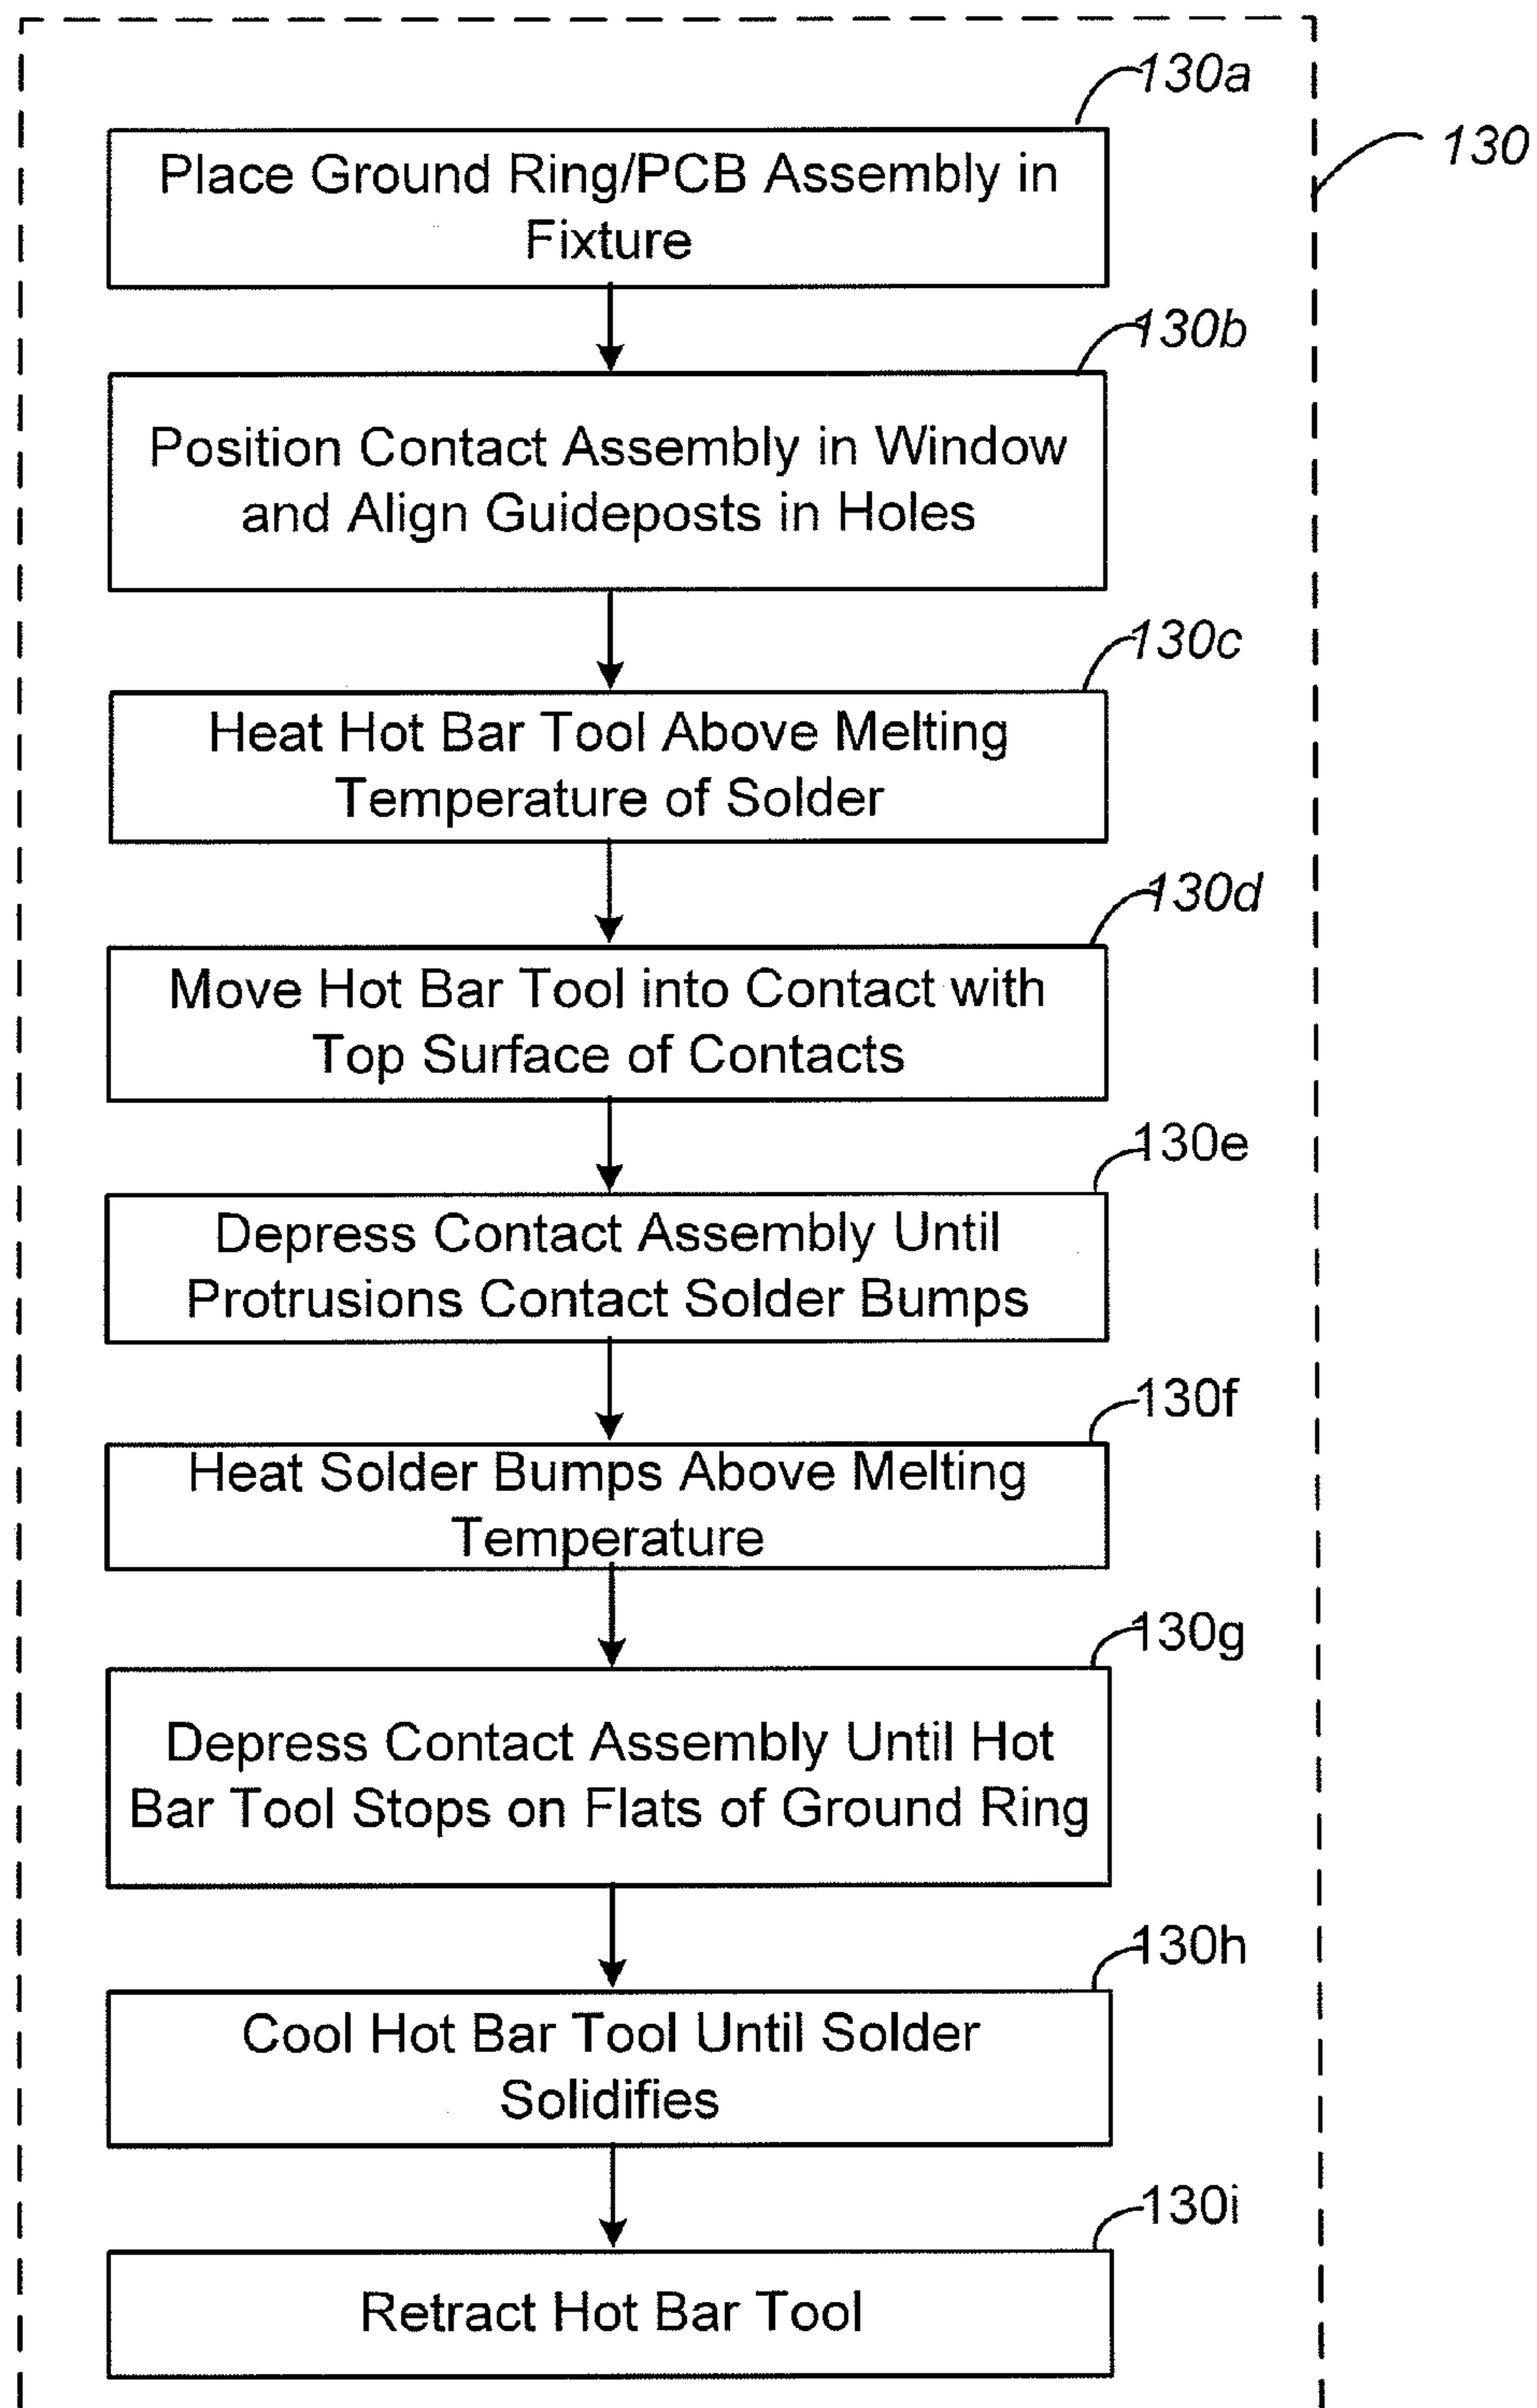 130a
130
Place Ground Ring/PCB Assembly in
Fixture
130b
Position Contact Assembly in Window
and Align Guideposts in Holes
130c
Heat Hot Bar Tool Above Melting
Temperature of Solder
130d
Move Hot Bar Tool into Contact with
Top Surface of Contacts
130e
Depress Contact Assembly Until
Protrusions Contact Solder Bumps
130f
Heat Solder Bumps Above Melting
Temperature
130g
Depress Contact Assembly Until Hot
Bar Tool Stops on Flats of Ground Ring
130h
Cool Hot Bar Tool Until Solder
Solidifies
130i
Retract Hot Bar Tool